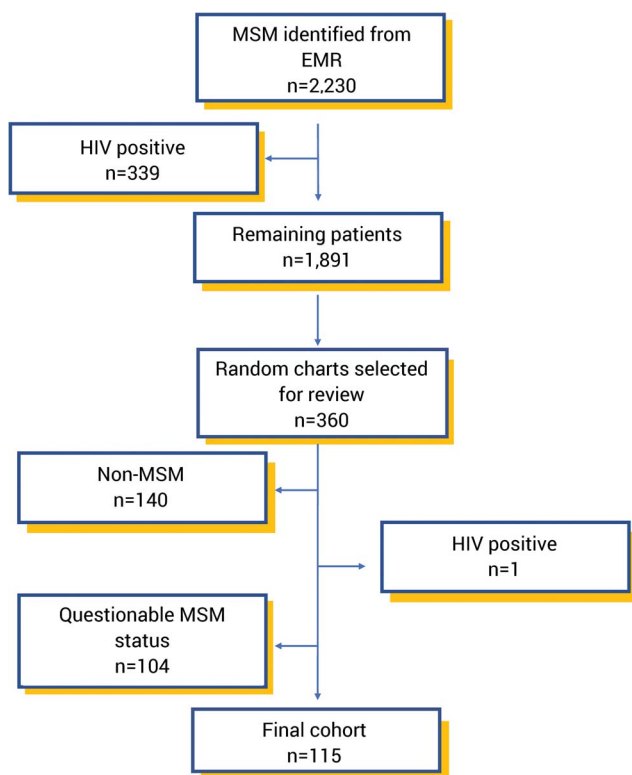 MSM identified from
EMR
n=2,230
HIV positive
n=339
Remaining patients
n=1,891
Random charts selected
for review
n=360
Non-MSM
n=140
HIV positive
n=1
Questionable MSM
status
n=104
Final cohort
n=115